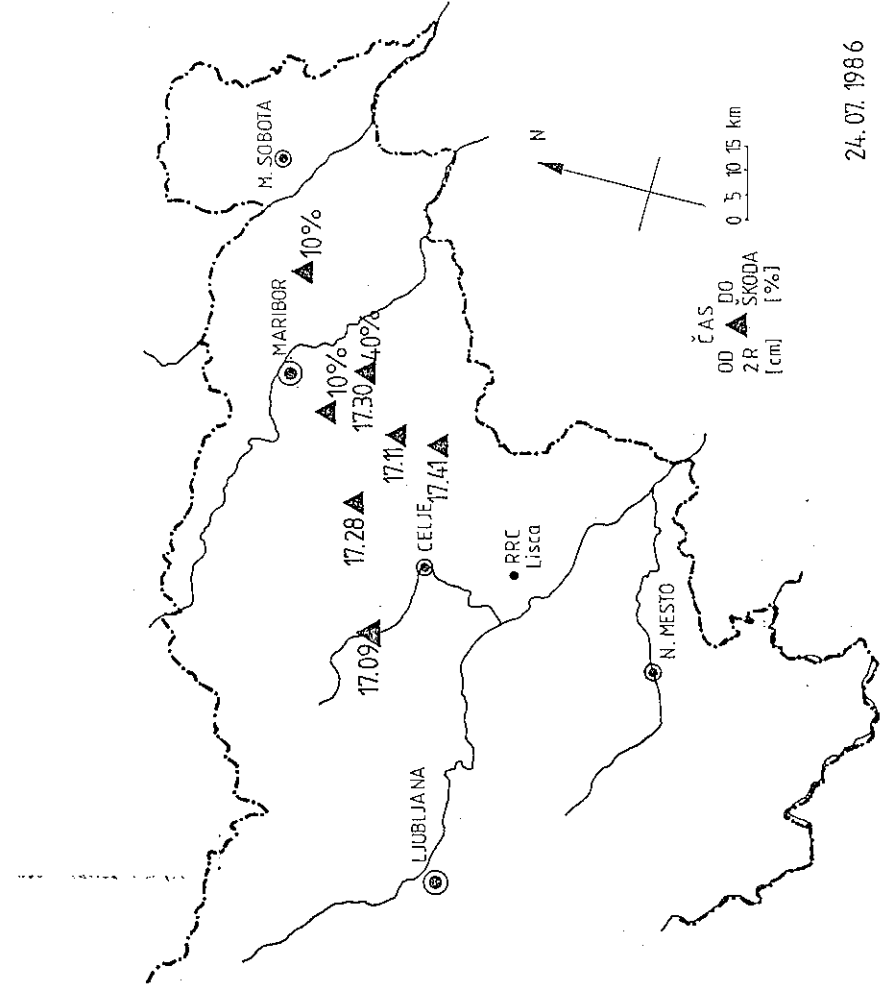 M. SOBOTA
10%
MARIBOR
10%
17.30 40%
17.11
17.41
17.28
CELJE
17.09
RRC
Lisca
LJUBLJANA
N. MESTO
N
0 5 10 15 km
ČAS
OD DO
2R ŠKODA
[cm] [%]
24.07.1986